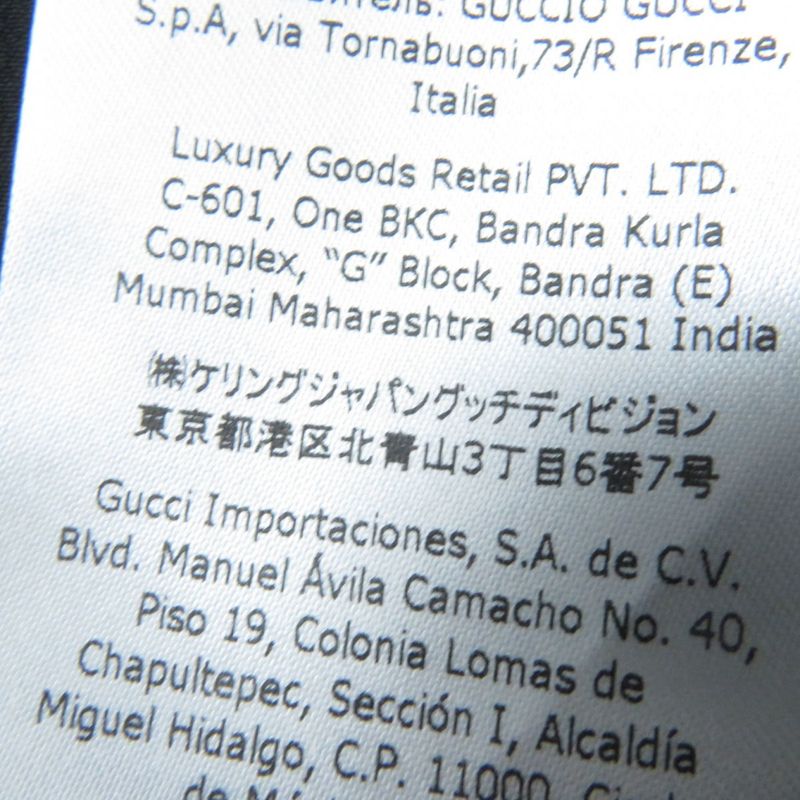 GUCCIO GUCCI
S.p.A, via Tornabuoni,73/R Firenze,
Italia
Luxury Goods Retail PVT. LTD.
C-601, One BKC, Bandra Kurla
Complex, “G” Block, Bandra (E)
Mumbai Maharashtra 400051 India
㈱ケリングジャパングッチディビジョン
東京都港区北青山3丁目6番7号
Gucci Importaciones, S.A. de C.V.
Blvd. Manuel Ávila Camacho No. 40,
Piso 19, Colonia Lomas de
Chapultepec, Sección I, Alcaldía
Miguel Hidalgo, C.P. 11000,
de